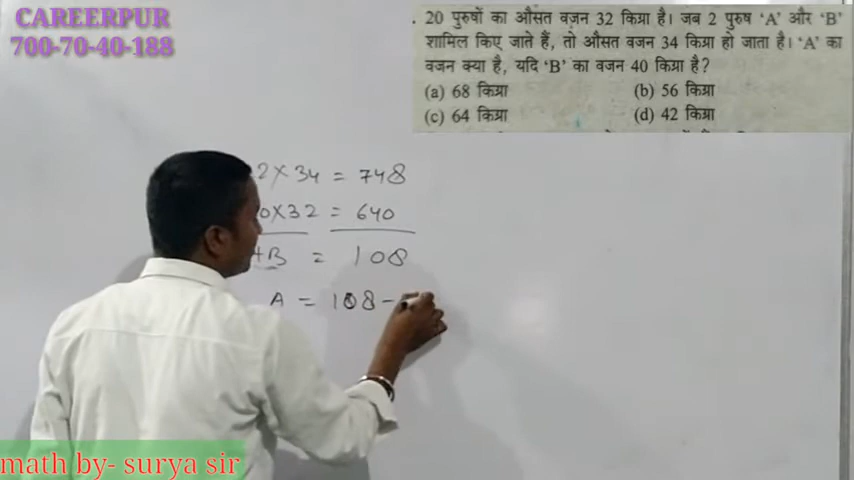 CAREERPUR
700-70-40-188
20 पुरुषों का औसत वज़न 32 किग्रा है। जब 2 पुरुष ‘A’ और ‘B’
शामिल किए जाते हैं, तो औसत वजन 34 किग्रा हो जाता है। ‘A’ का
वजन क्या है, यदि ‘B’ का वजन 40 किग्रा है?
(a) 68 किग्रा (b) 56 किग्रा
(c) 64 किग्रा (d) 42 किग्रा
2×34 = 748
0×32 = 640
+B = 108
A = 108 -
math by- surya sir